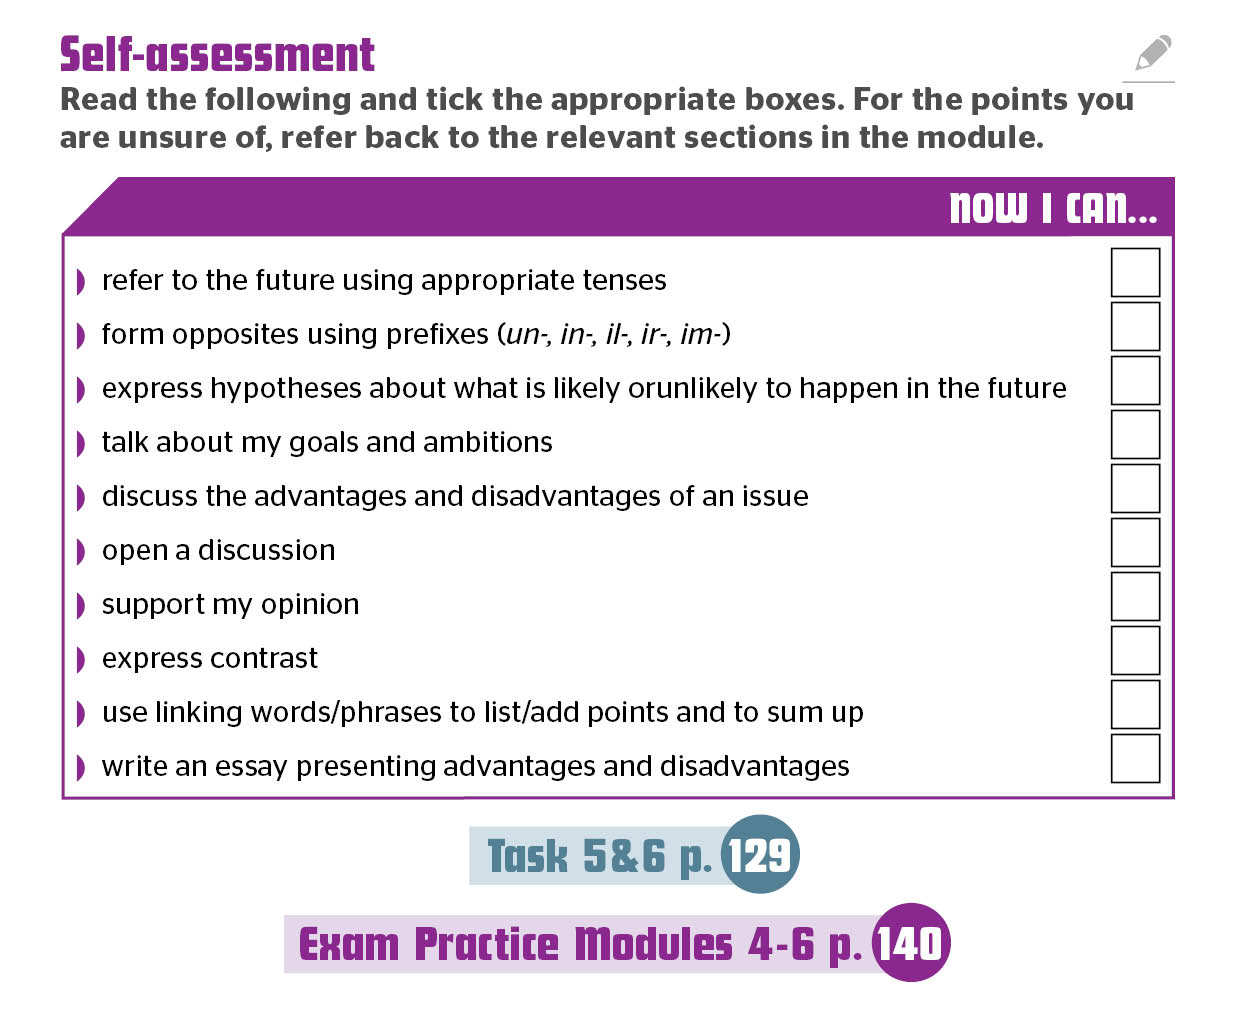 Self-assessment
Read the following and tick the appropriate boxes. For the points you
are unsure of, refer back to the relevant sections in the module.
NOW I CAN...
refer to the future using appropriate tenses
form opposites using prefixes (un-, in-, il-, ir-, im-)
express hypotheses about what is likely orunlikely to happen in the future
talk about my goals and ambitions
discuss the advantages and disadvantages of an issue
open a discussion
support my opinion
express contrast
use linking words/phrases to list/add points and to sum up
write an essay presenting advantages and disadvantages
Task 5&6 p. 129
Exam Practice Modules 4-6 p. 140